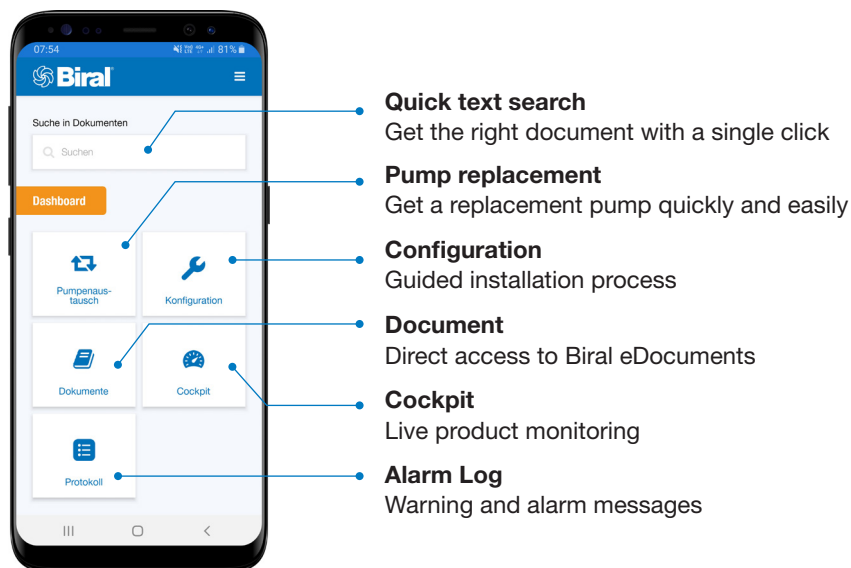 07:54
81%
Biral
Suche in Dokumenten
Suchen
Dashboard
Pumpenaus-
tausch
Konfiguration
Dokumente
Cockpit
Protokoll
Quick text search
Get the right document with a single click
Pump replacement
Get a replacement pump quickly and easily
Configuration
Guided installation process
Document
Direct access to Biral eDocuments
Cockpit
Live product monitoring
Alarm Log
Warning and alarm messages